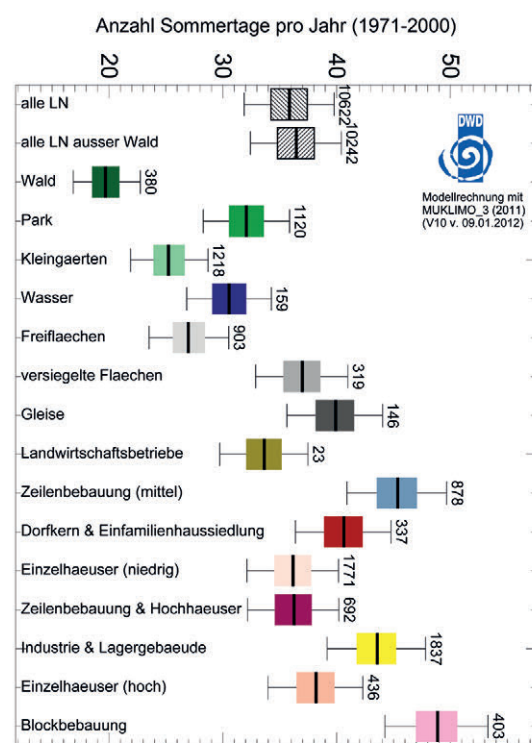 Anzahl Sommertage pro Jahr (1971-2000)
20 30 40 50
alle LN 10622
alle LN ausser Wald 10242
DWD
Modellrechnung mit
MUKLIMO_3 (2011)
(V10 v. 09.01.2012)
Wald 380
Park 1120
Kleingaerten 1218
Wasser 159
Freiflaechen 903
versiegelte Flaechen 319
Gleise 146
Landwirtschaftsbetriebe 23
Zeilenbebauung (mittel) 878
Dorfkern & Einfamilienhaussiedlung 337
Einzelhaeuser (niedrig) 1771
Zeilenbebauung & Hochhaeuser 692
Industrie & Lagergebaeude 1837
Einzelhaeuser (hoch) 436
Blockbebauung 403